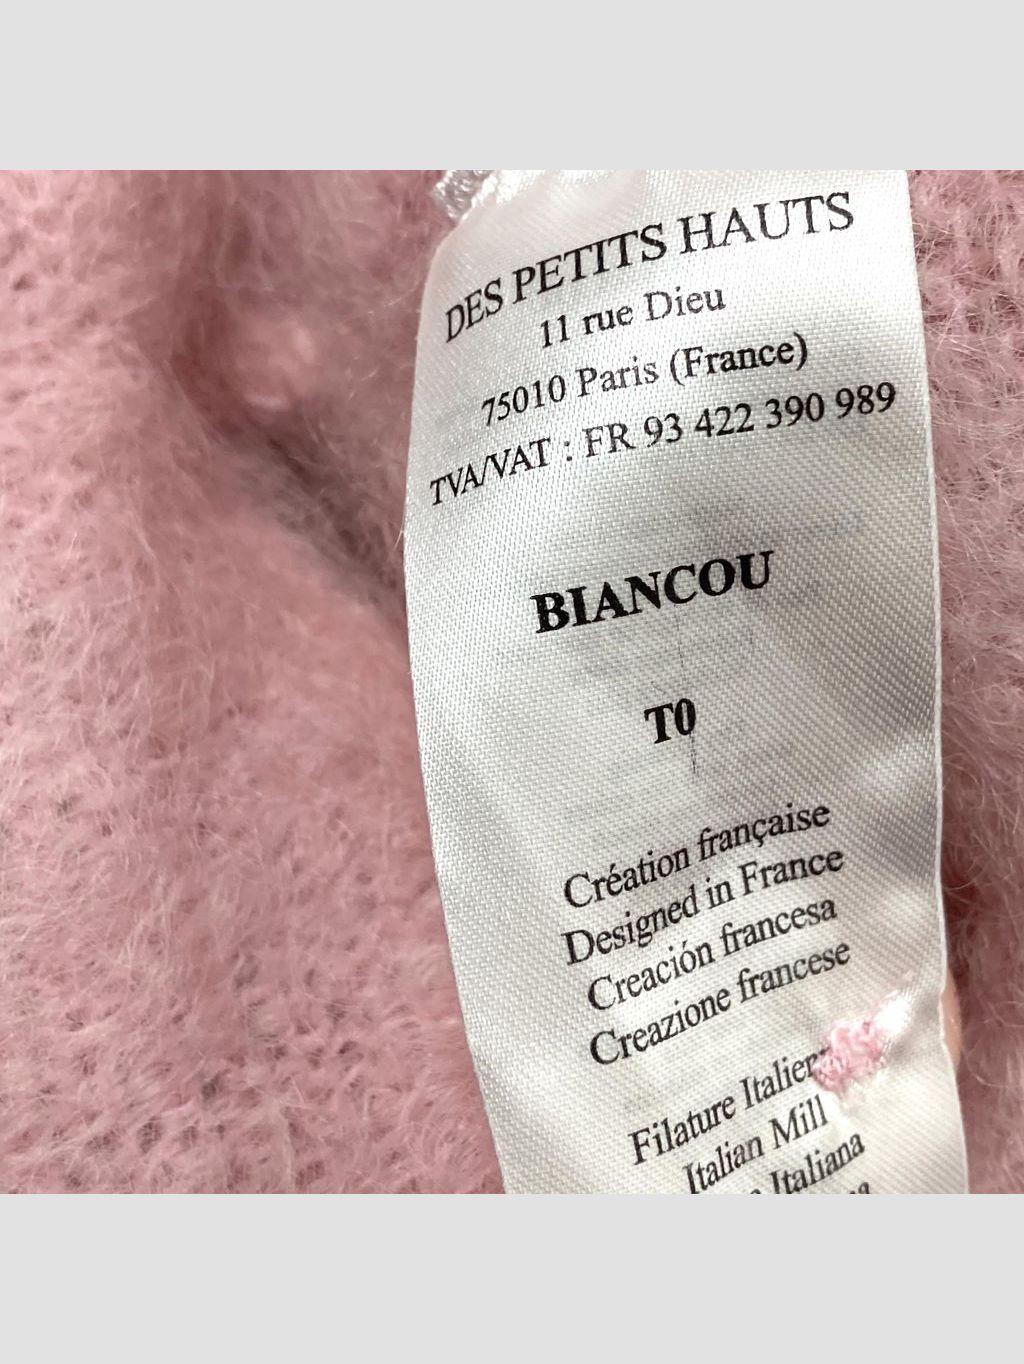 DES PETITS HAUTS
11 rue Dieu
75010 Paris (France)
TVA/VAT : FR 93 422 390 989
BIANCOU
T0
Création française
Designed in France
Creación francesa
Creazione francese
Filature
Italian Mill
Italiana